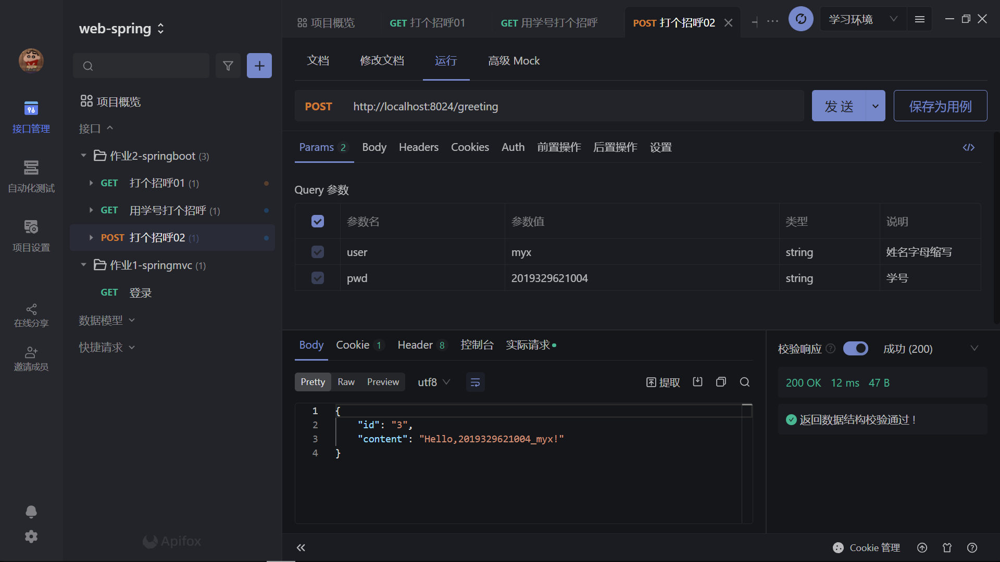 web-spring
接口管理
自动化测试
项目设置
在线分享
邀请成员
项目概览
接口
作业2-springboot (3)
GET 打个招呼01 (1)
GET 用学号打个招呼 (1)
POST 打个招呼02 (1)
作业1-springmvc (1)
GET 登录
数据模型
快捷请求
Apifox
项目概览 GET 打个招呼01 GET 用学号打个招呼 POST 打个招呼02 ··· 学习环境
文档 修改文档 运行 高级 Mock
POST http://localhost:8024/greeting 发 送 保存为用例
Params 2 Body Headers Cookies Auth 前置操作 后置操作 设置 </>
Query 参数
参数名 参数值 类型 说明
user myx string 姓名字母缩写
pwd 2019329621004 string 学号
Body Cookie 1 Header 8 控制台 实际请求
Pretty Raw Preview utf8 提取
1 {
2 "id": "3",
3 "content": "Hello,2019329621004_myx!"
4 }
校验响应 ? 成功 (200)
200 OK 12 ms 47 B
返回数据结构校验通过！
Cookie 管理 ?